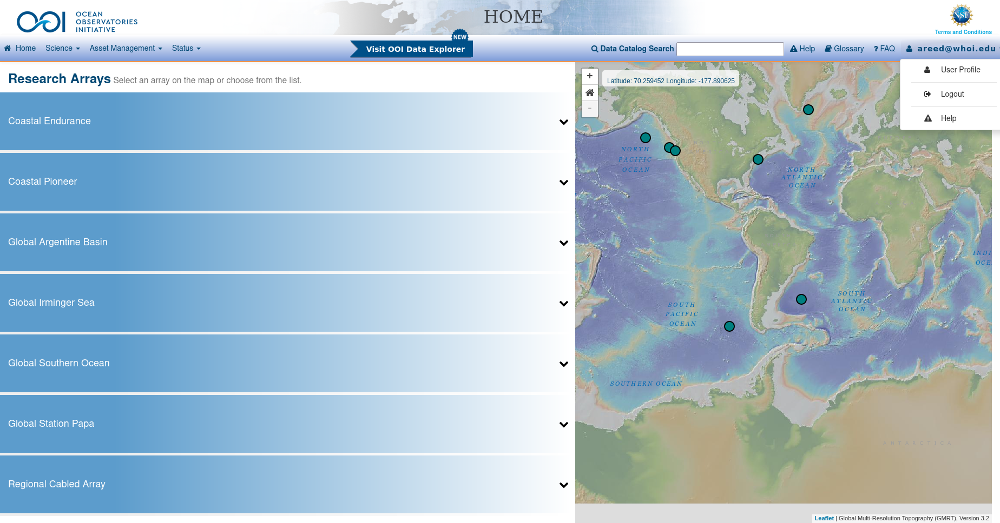 OOI
OCEAN
OBSERVATORIES
INITIATIVE
HOME
NSF
Terms and Conditions
Home Science Asset Management Status
NEW
Visit OOI Data Explorer
Data Catalog Search
Help Glossary ? FAQ areed@whoi.edu
User Profile
Logout
Help
Research Arrays Select an array on the map or choose from the list.
Coastal Endurance
Coastal Pioneer
Global Argentine Basin
Global Irminger Sea
Global Southern Ocean
Global Station Papa
Regional Cabled Array
+
-
Latitude: 70.259452 Longitude: -177.890625
NORTH
PACIFIC
OCEAN
NORTH
ATLANTIC
OCEAN
INDI
OCE
SOUTH
PACIFIC
OCEAN
SOUTH
ATLANTIC
OCEAN
SOUTHERN OCEAN
ANTARCTICA
Leaflet | Global Multi-Resolution Topography (GMRT), Version 3.2